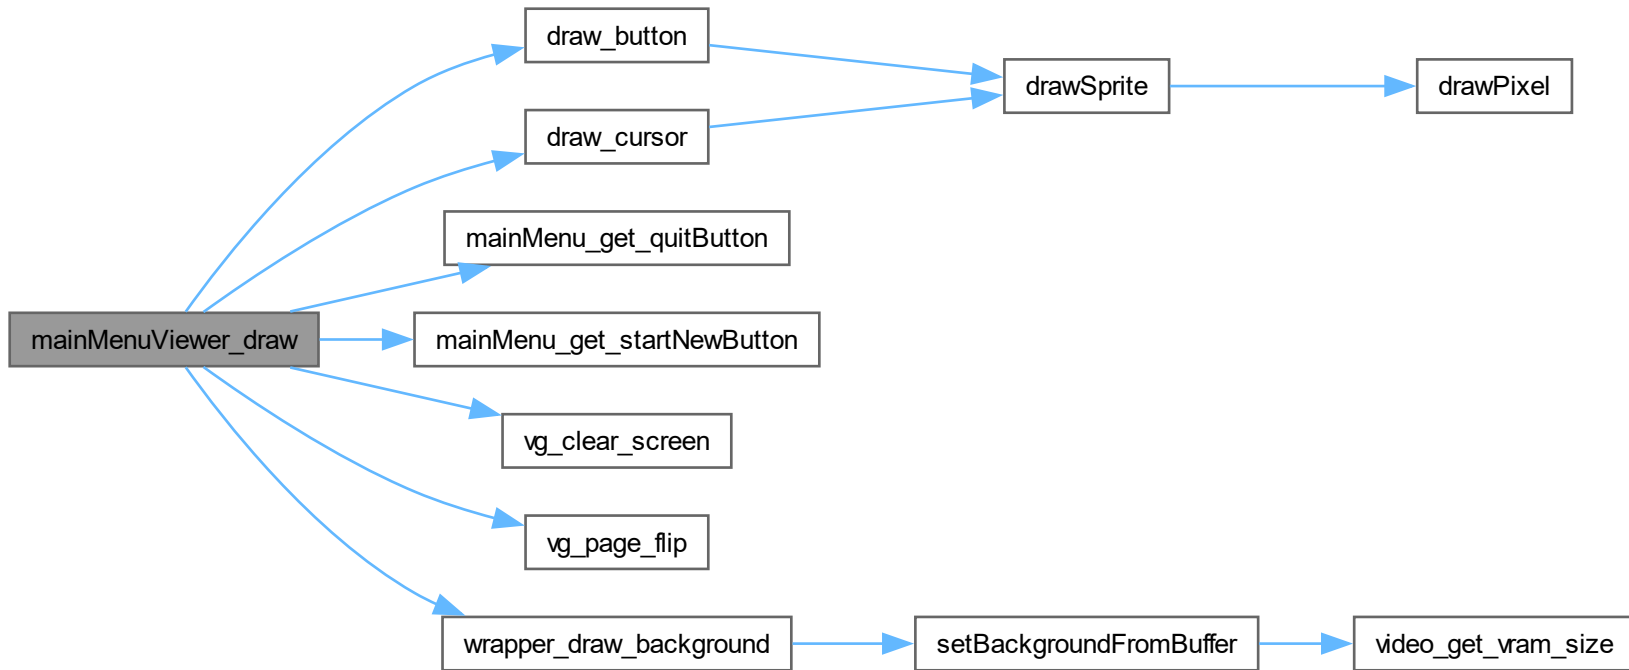 draw_button
drawSprite
drawPixel
draw_cursor
mainMenu_get_quitButton
mainMenuViewer_draw
mainMenu_get_startNewButton
vg_clear_screen
vg_page_flip
wrapper_draw_background
setBackgroundFromBuffer
video_get_vram_size